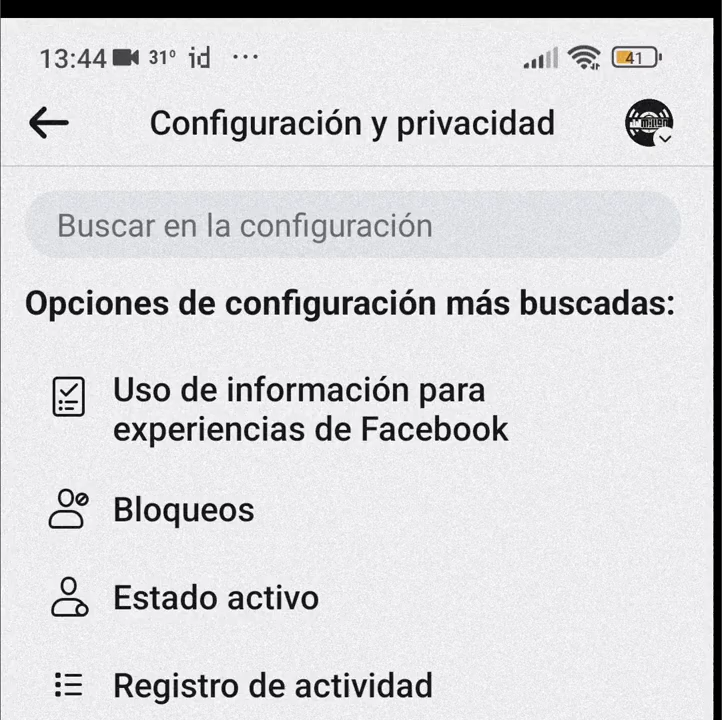 13:44 31° id ... 41
Configuración y privacidad
Buscar en la configuración
Opciones de configuración más buscadas:
Uso de información para
experiencias de Facebook
Bloqueos
Estado activo
Registro de actividad